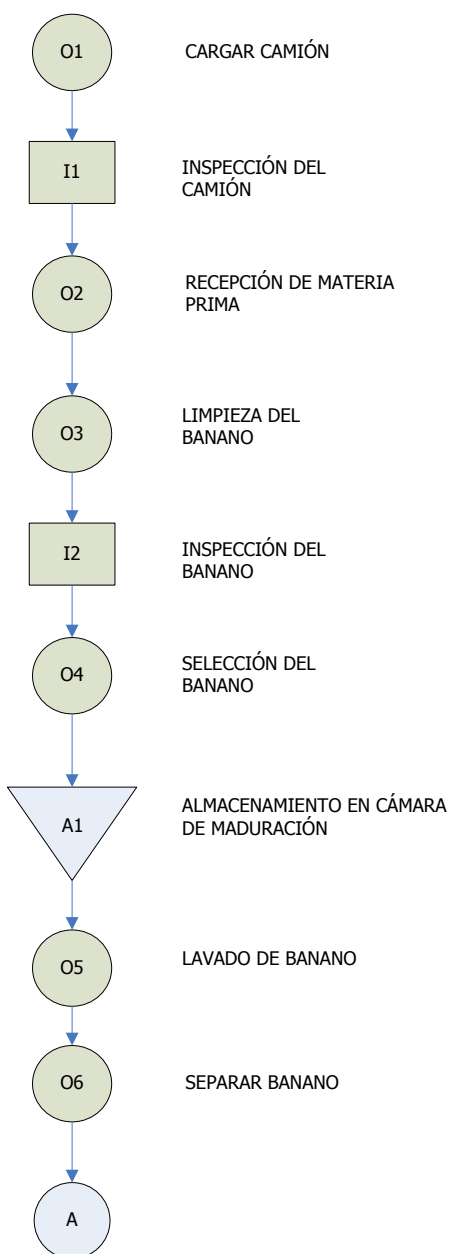 O1
CARGAR CAMIÓN
I1
INSPECCIÓN DEL
CAMIÓN
O2
RECEPCIÓN DE MATERIA
PRIMA
O3
LIMPIEZA DEL
BANANO
I2
INSPECCIÓN DEL
BANANO
O4
SELECCIÓN DEL
BANANO
A1
ALMACENAMIENTO EN CÁMARA
DE MADURACIÓN
O5
LAVADO DE BANANO
O6
SEPARAR BANANO
A